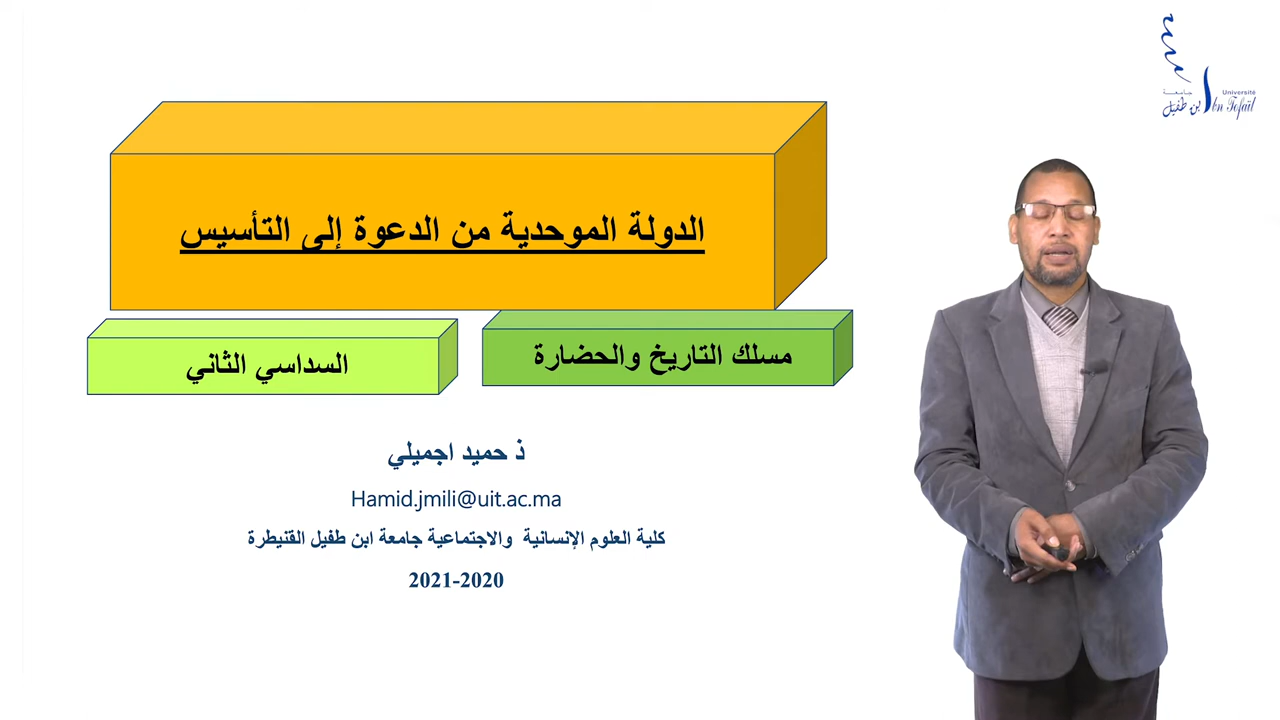 جامعة
Université
ابن طفيل
Ibn Tofaïl
الدولة الموحدية من الدعوة إلى التأسيس
مسلك التاريخ والحضارة
السداسي الثاني
ذ حميد اجميلي
Hamid.jmili@uit.ac.ma
كلية العلوم الإنسانية والاجتماعية جامعة ابن طفيل القنيطرة
2021-2020